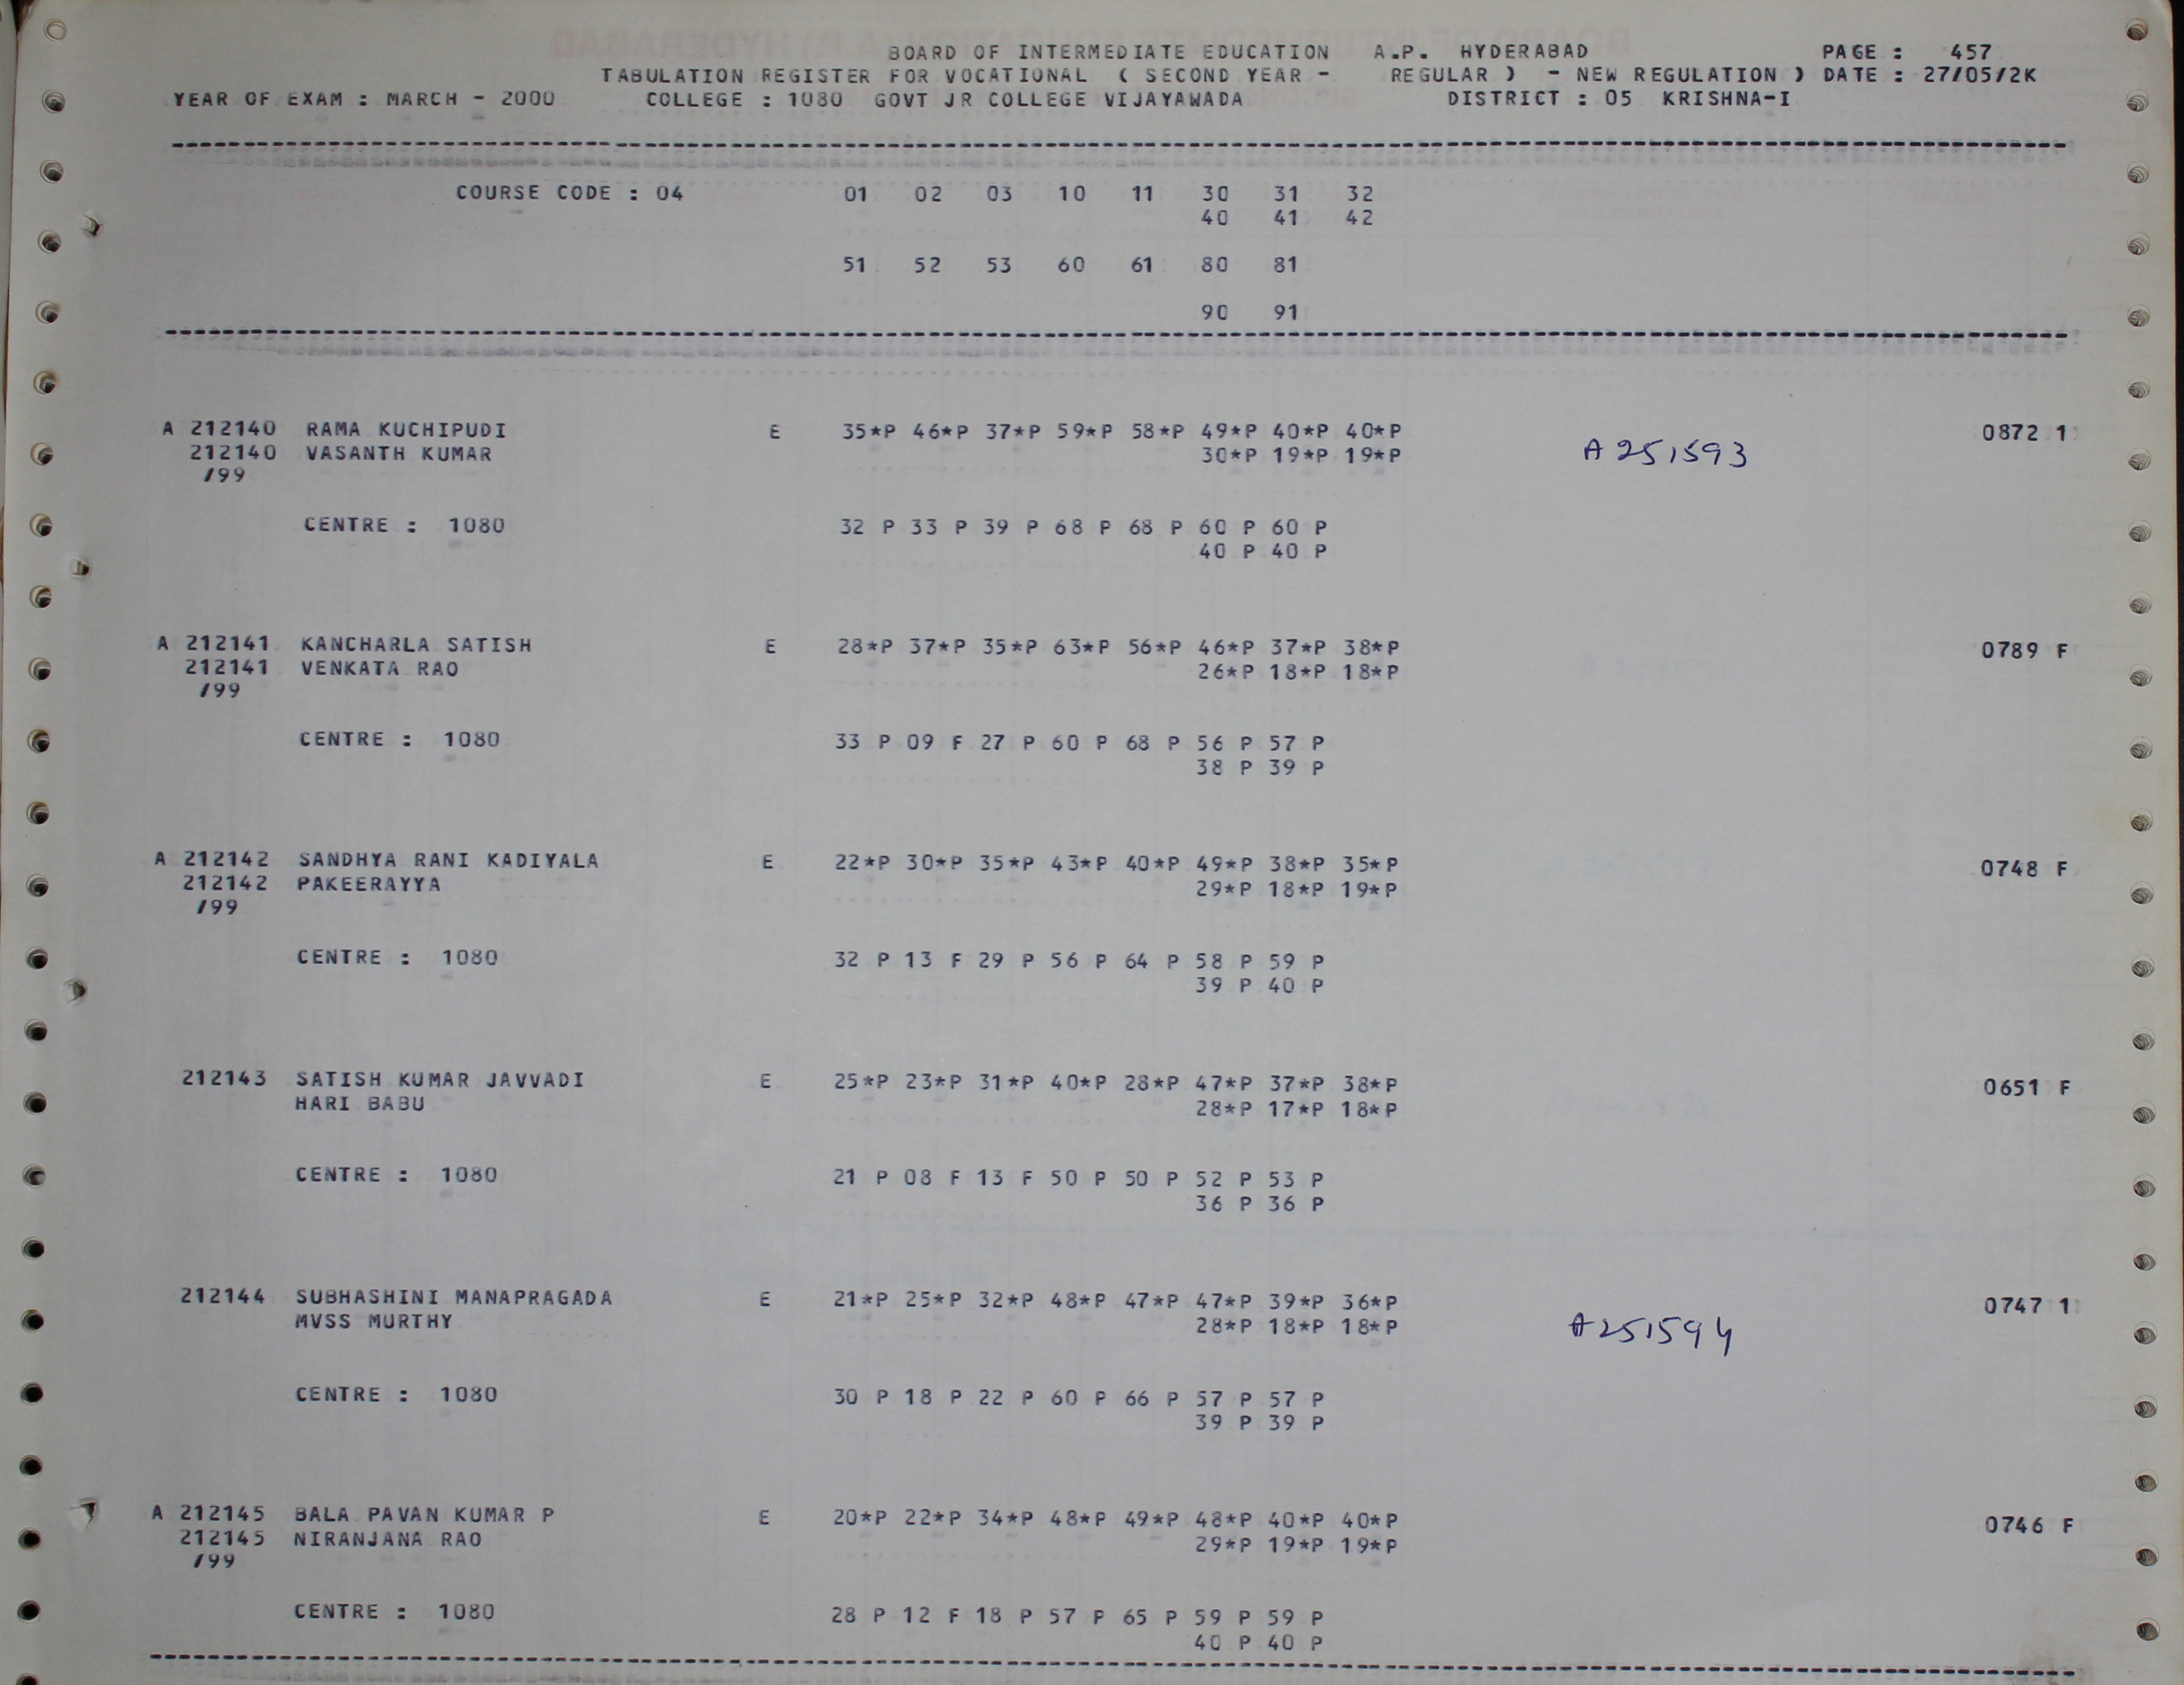 BOARD OF INTERMEDIATE EDUCATION A.P. HYDERABAD PAGE : 457
TABULATION REGISTER FOR VOCATIONAL ( SECOND YEAR - REGULAR ) - NEW REGULATION ) DATE : 27/05/2K
YEAR OF EXAM : MARCH - 2000 COLLEGE : 1080 GOVT JR COLLEGE VIJAYAWADA DISTRICT : 05 KRISHNA-I
COURSE CODE : 04 01 02 03 10 11 30 31 32
40 41 42
51 52 53 60 61 80 81
90 91
A 212140 RAMA KUCHIPUDI E 35*P 46*P 37*P 59*P 58*P 49*P 40*P 40*P 0872 1
212140 VASANTH KUMAR 30*P 19*P 19*P A251593
/99
CENTRE : 1080 32 P 33 P 39 P 68 P 68 P 60 P 60 P
40 P 40 P
A 212141 KANCHARLA SATISH E 28*P 37*P 35*P 63*P 56*P 46*P 37*P 38*P 0789 F
212141 VENKATA RAO 26*P 18*P 18*P
/99
CENTRE : 1080 33 P 09 F 27 P 60 P 68 P 56 P 57 P
38 P 39 P
A 212142 SANDHYA RANI KADIYALA E 22*P 30*P 35*P 43*P 40*P 49*P 38*P 35*P 0748 F
212142 PAKEERAYYA 29*P 18*P 19*P
/99
CENTRE : 1080 32 P 13 F 29 P 56 P 64 P 58 P 59 P
39 P 40 P
212143 SATISH KUMAR JAVVADI E 25*P 23*P 31*P 40*P 28*P 47*P 37*P 38*P 0651 F
HARI BABU 28*P 17*P 18*P
CENTRE : 1080 21 P 08 F 13 F 50 P 50 P 52 P 53 P
36 P 36 P
212144 SUBHASHINI MANAPRAGADA E 21*P 25*P 32*P 48*P 47*P 47*P 39*P 36*P 0747 1
MVSS MURTHY 28*P 18*P 18*P A251594
CENTRE : 1080 30 P 18 P 22 P 60 P 66 P 57 P 57 P
39 P 39 P
A 212145 BALA PAVAN KUMAR P E 20*P 22*P 34*P 48*P 49*P 48*P 40*P 40*P 0746 F
212145 NIRANJANA RAO 29*P 19*P 19*P
/99
CENTRE : 1080 28 P 12 F 18 P 57 P 65 P 59 P 59 P
40 P 40 P